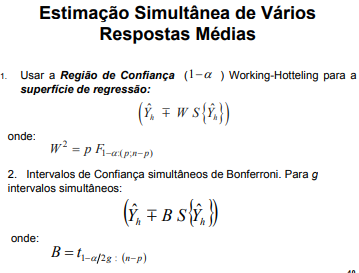 Estimação Simultânea de Vários
Respostas Médias
1. Usar a Região de Confiança (1−α ) Working-Hotteling para a
superfície de regressão:
(Ŷh ∓ W S{Ŷh})
onde:
W² = p F1−α:(p;n−p)
2. Intervalos de Confiança simultâneos de Bonferroni. Para g
intervalos simultâneos:
(Ŷh ∓ B S{Ŷh})
onde:
B = t1−α/2g : (n−p)